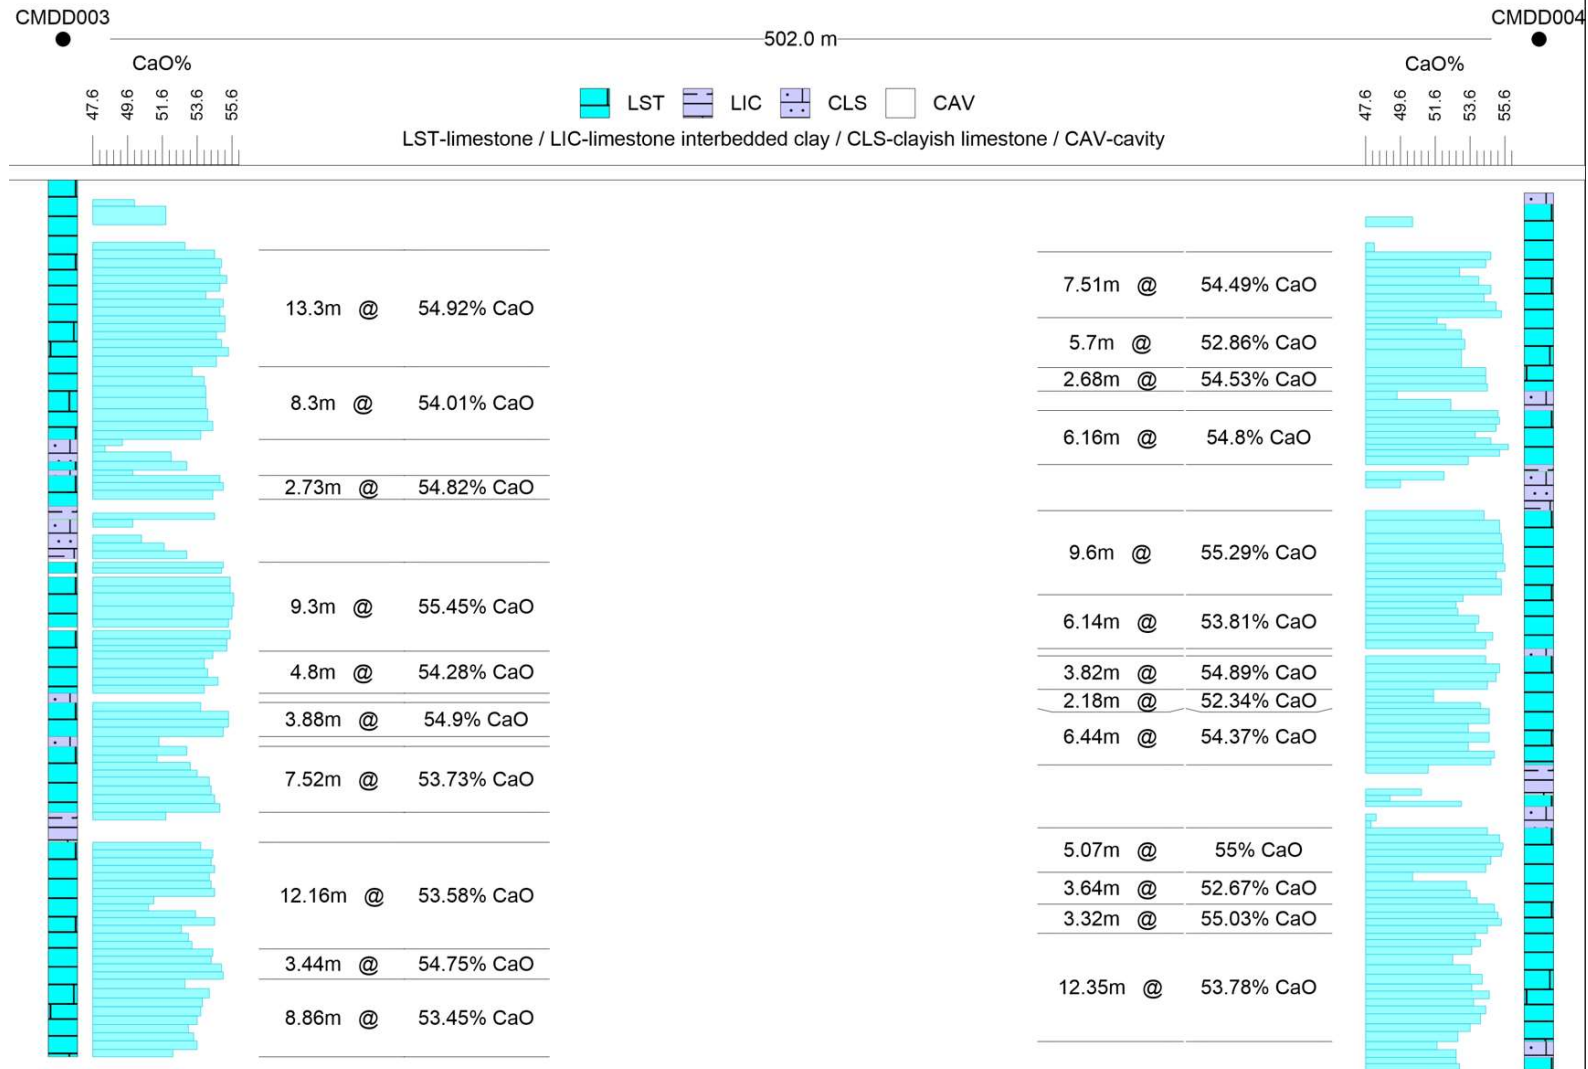 CMDD003
CMDD004
502.0 m
CaO%
CaO%
47.6 49.6 51.6 53.6 55.6
47.6 49.6 51.6 53.6 55.6
LST LIC CLS CAV
LST-limestone / LIC-limestone interbedded clay / CLS-clayish limestone / CAV-cavity
13.3m @ 54.92% CaO
8.3m @ 54.01% CaO
2.73m @ 54.82% CaO
9.3m @ 55.45% CaO
4.8m @ 54.28% CaO
3.88m @ 54.9% CaO
7.52m @ 53.73% CaO
12.16m @ 53.58% CaO
3.44m @ 54.75% CaO
8.86m @ 53.45% CaO
7.51m @ 54.49% CaO
5.7m @ 52.86% CaO
2.68m @ 54.53% CaO
6.16m @ 54.8% CaO
9.6m @ 55.29% CaO
6.14m @ 53.81% CaO
3.82m @ 54.89% CaO
2.18m @ 52.34% CaO
6.44m @ 54.37% CaO
5.07m @ 55% CaO
3.64m @ 52.67% CaO
3.32m @ 55.03% CaO
12.35m @ 53.78% CaO